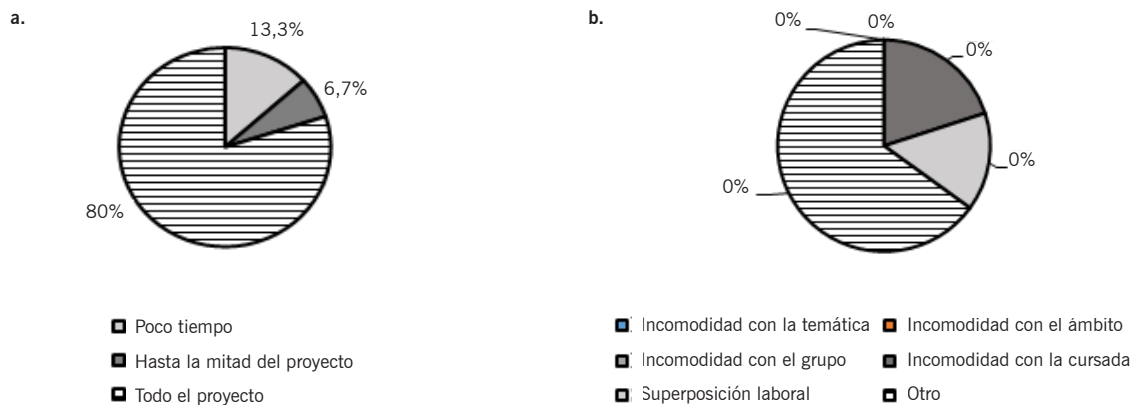 a.
13,3%
6,7%
80%
Poco tiempo
Hasta la mitad del proyecto
Todo el proyecto
b.
0%
0%
0%
0%
0%
Incomodidad con la temática
Incomodidad con el ámbito
Incomodidad con el grupo
Incomodidad con la cursada
Superposición laboral
Otro